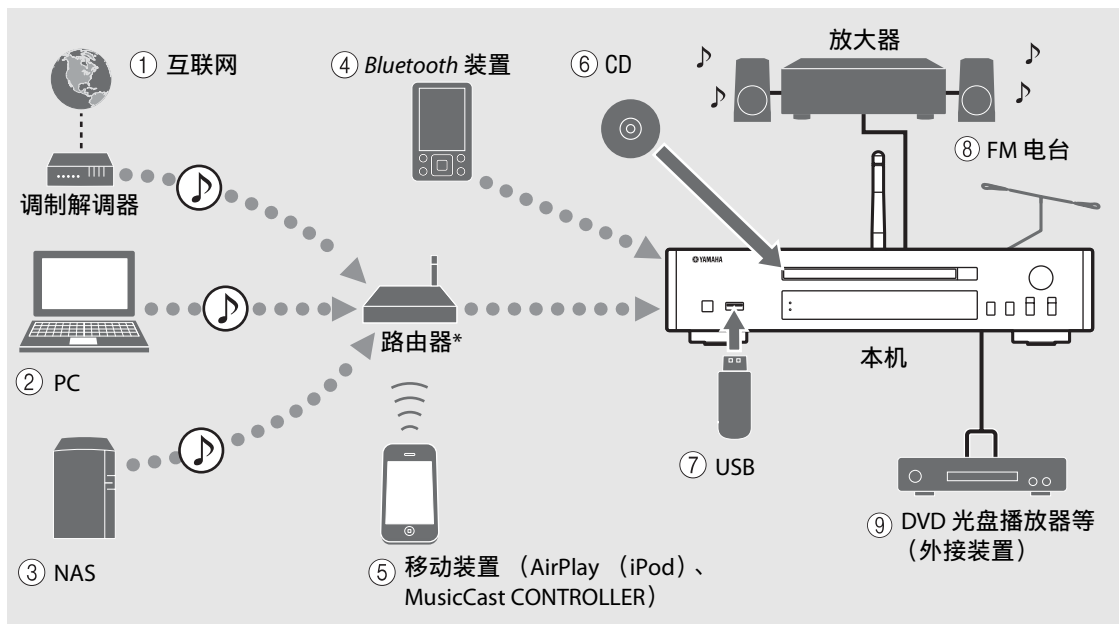 ① 互联网
④ Bluetooth 装置
⑥ CD
放大器
⑧ FM 电台
调制解调器
YAMAHA
路由器*
本机
② PC
⑦ USB
③ NAS
⑤ 移动装置 （AirPlay （iPod）、
MusicCast CONTROLLER）
⑨ DVD 光盘播放器等
（外接装置）